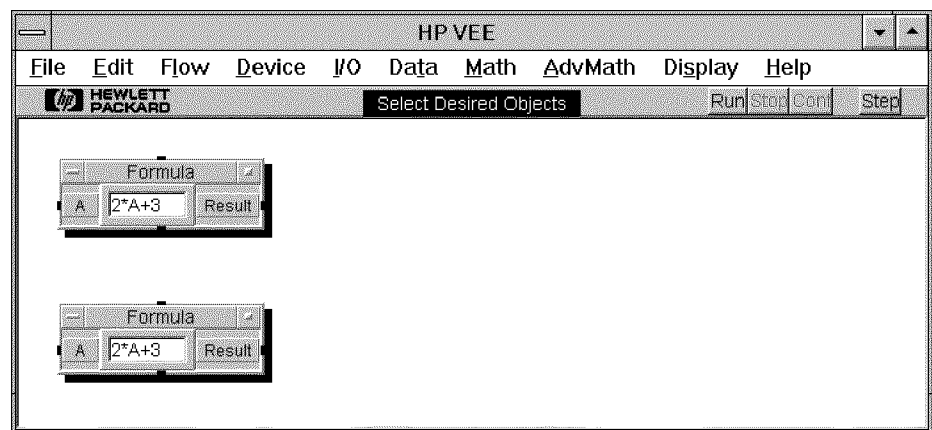 HP VEE
File Edit Flow Device I/O Data Math AdvMath Display Help
hp HEWLETT PACKARD Select Desired Objects Run Stop Cont Step
Formula
A 2*A+3 Result
Formula
A 2*A+3 Result